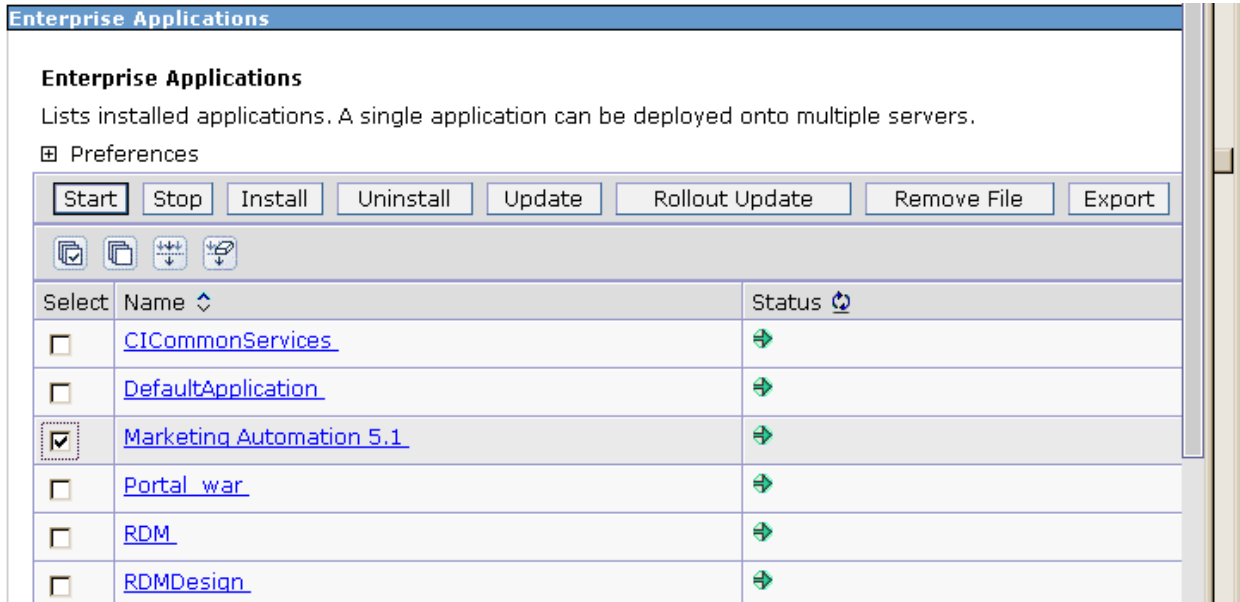 Enterprise Applications
Enterprise Applications
Lists installed applications. A single application can be deployed onto multiple servers.
Preferences
Start Stop Install Uninstall Update Rollout Update Remove File Export
Select Name Status
CICommonServices
DefaultApplication
Marketing Automation 5.1
Portal_war
RDM
RDMDesign